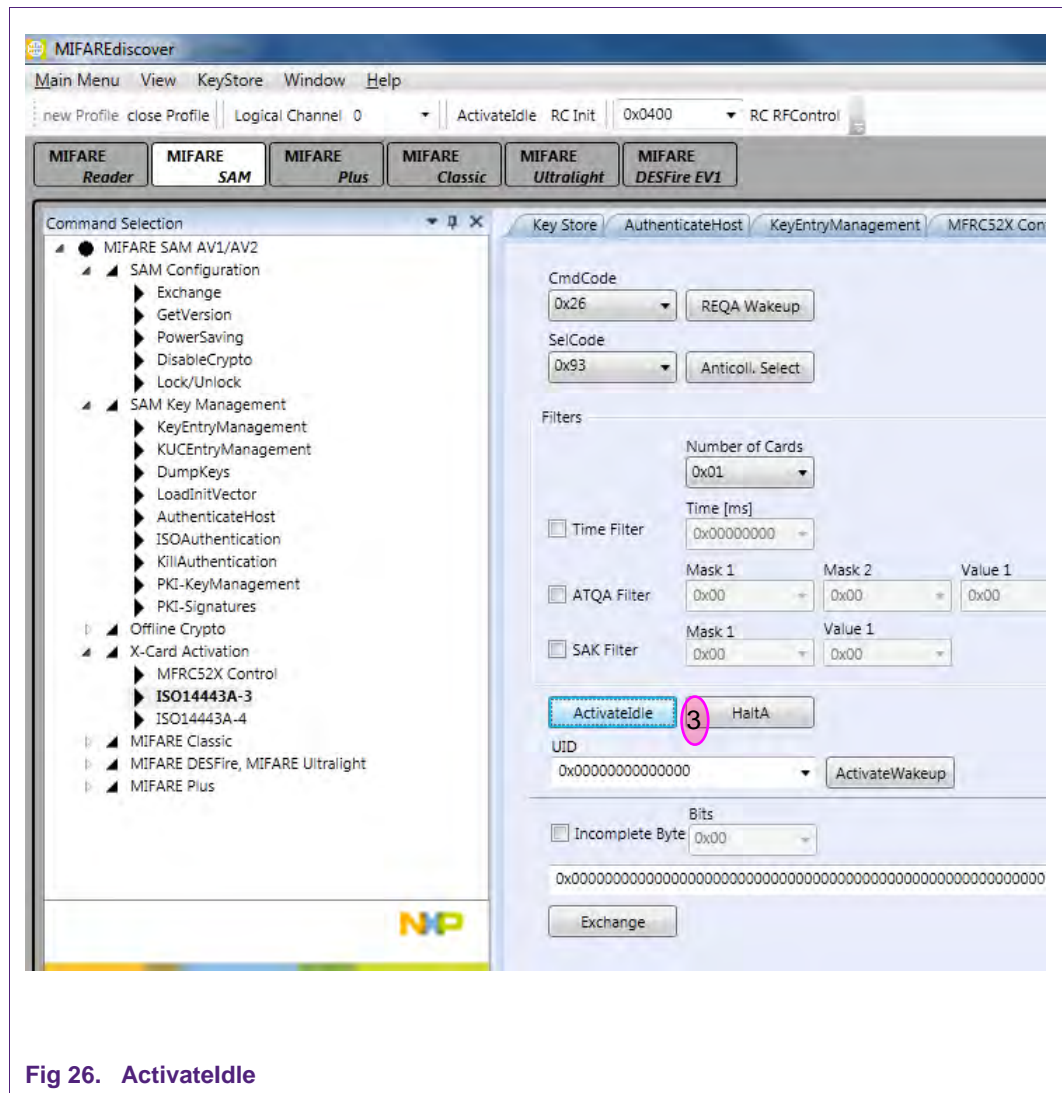 MIFAREdiscover
Main Menu View KeyStore Window Help
new Profile close Profile Logical Channel 0 ActivateIdle RC Init 0x0400 RC RFControl
MIFARE Reader MIFARE SAM MIFARE Plus MIFARE Classic MIFARE Ultralight MIFARE DESFire EV1
Command Selection
MIFARE SAM AV1/AV2
SAM Configuration
Exchange
GetVersion
PowerSaving
DisableCrypto
Lock/Unlock
SAM Key Management
KeyEntryManagement
KUCEntryManagement
DumpKeys
LoadInitVector
AuthenticateHost
ISOAuthentication
KillAuthentication
PKI-KeyManagement
PKI-Signatures
Offline Crypto
X-Card Activation
MFRC52X Control
ISO14443A-3
ISO14443A-4
MIFARE Classic
MIFARE DESFire, MIFARE Ultralight
MIFARE Plus
NXP
Key Store AuthenticateHost KeyEntryManagement MFRC52X Con
CmdCode
0x26 REQA Wakeup
SelCode
0x93 Anticoll. Select
Filters
Number of Cards
0x01
Time [ms]
Time Filter 0x00000000
Mask 1 Mask 2 Value 1
ATQA Filter 0x00 0x00 0x00
Mask 1 Value 1
SAK Filter 0x00 0x00
ActivateIdle 3 HaltA
UID
0x00000000000000 ActivateWakeup
Bits
Incomplete Byte 0x00
Exchange
Fig 26. ActivateIdle